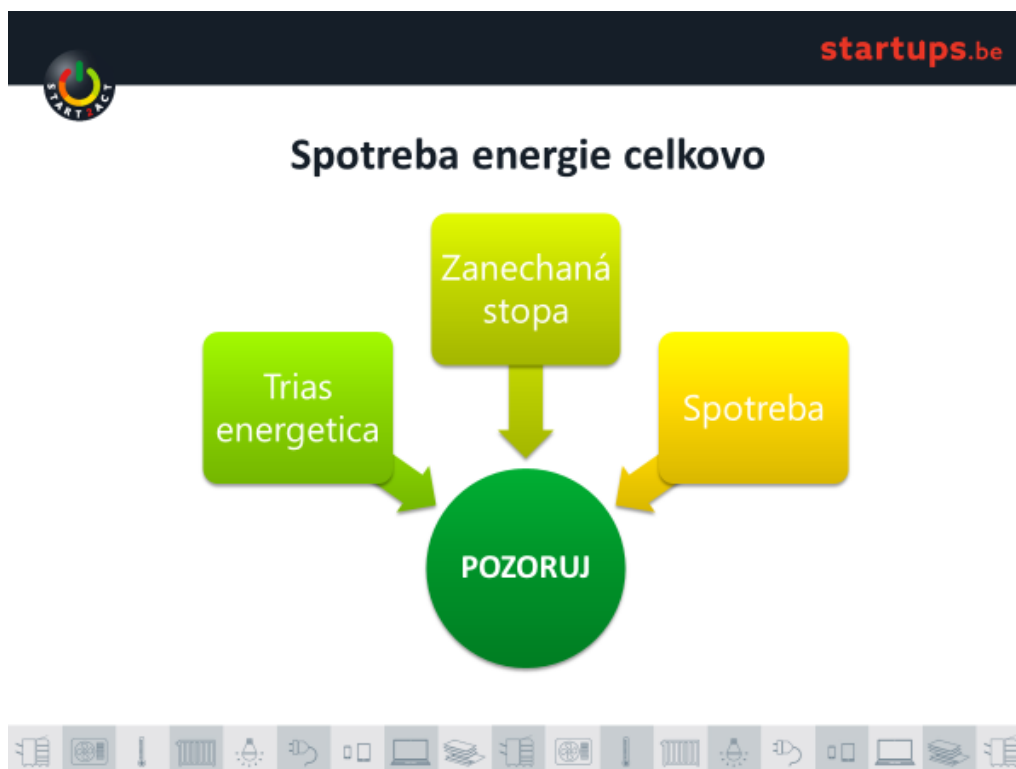 startups.be
START2ACT
Spotreba energie celkovo
Zanechaná
stopa
Trias
energetica
Spotreba
POZORUJ